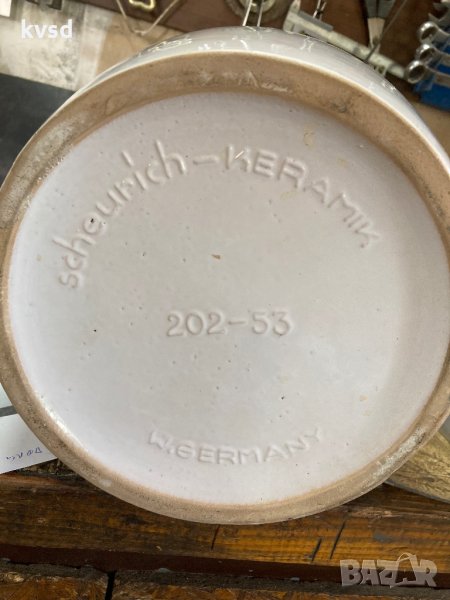 kvsd
scheurich-KERAMIK
202-53
W.GERMANY
BAZAR